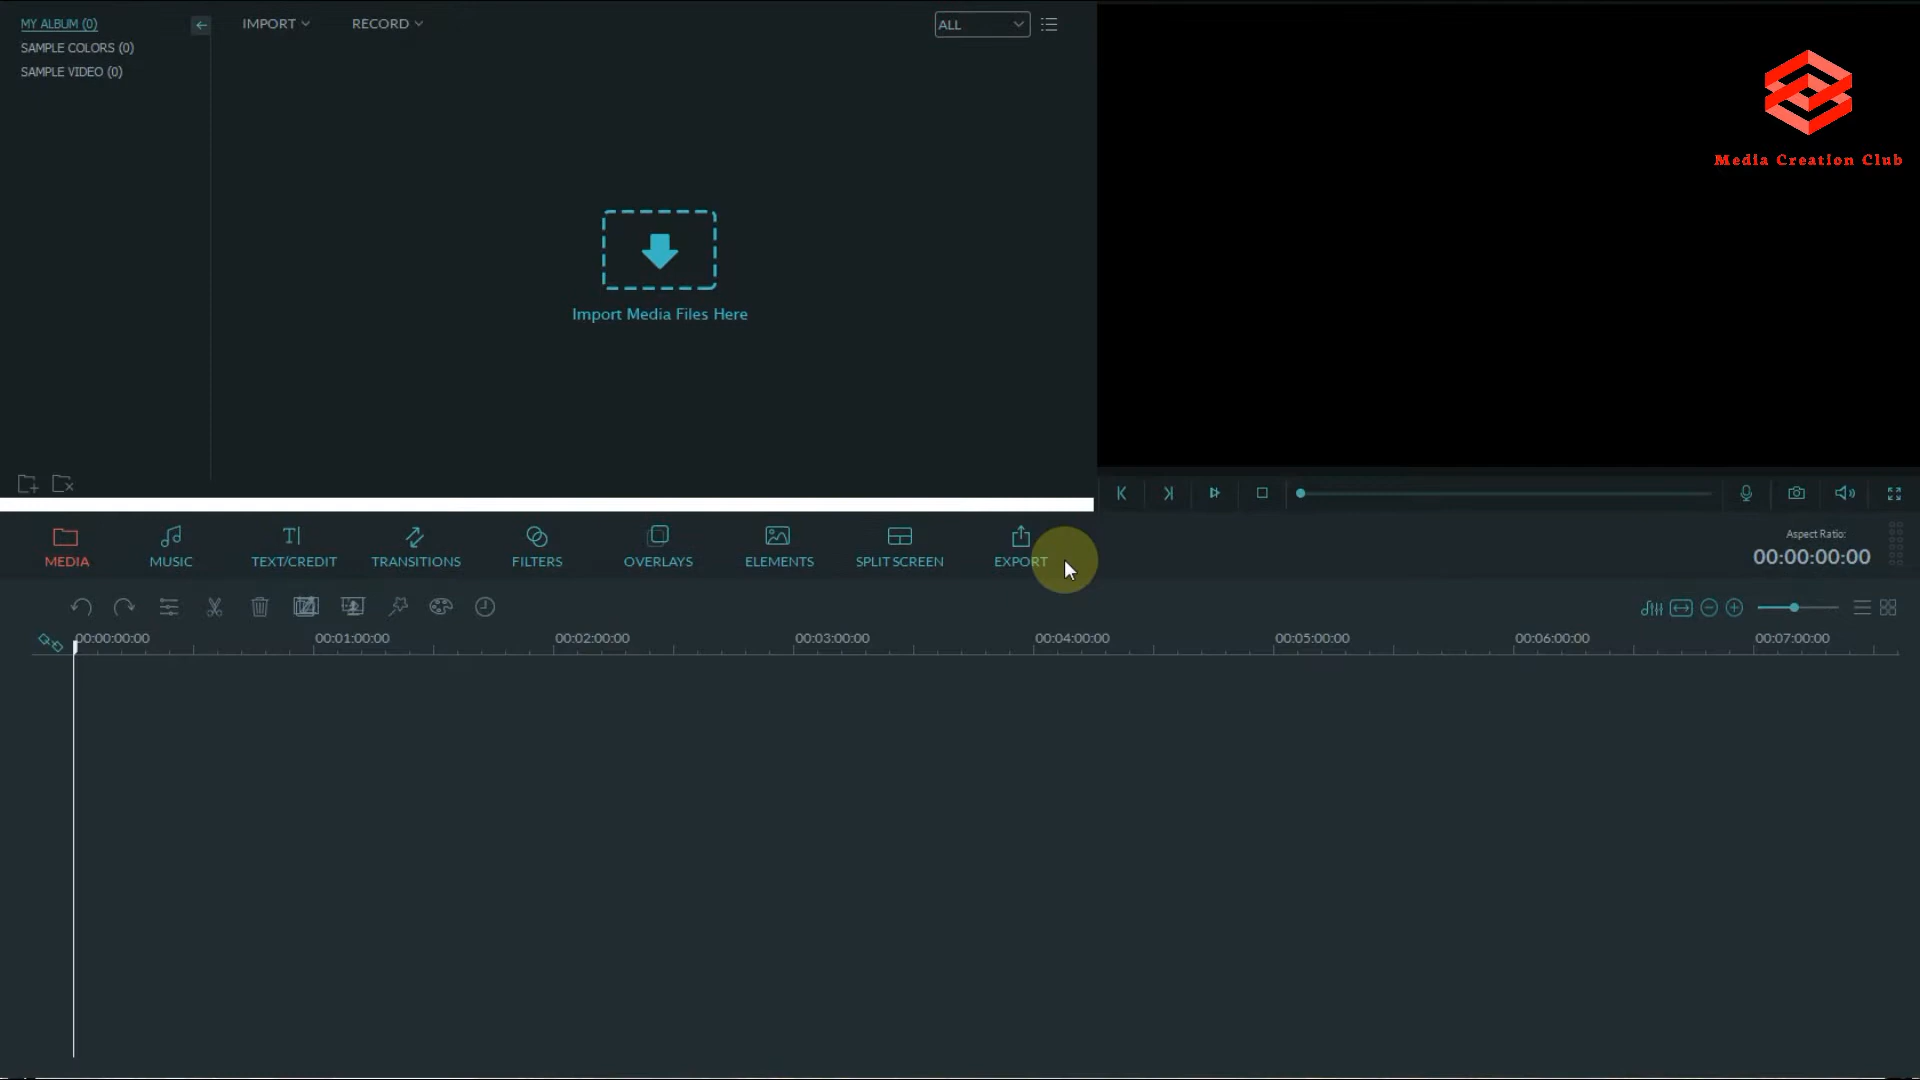 MY ALBUM (0)
SAMPLE COLORS (0)
SAMPLE VIDEO (0)
IMPORT
RECORD
ALL
Media Creation Club
Import Media Files Here
MEDIA
MUSIC
TEXT/CREDIT
TRANSITIONS
FILTERS
OVERLAYS
ELEMENTS
SPLIT SCREEN
EXPORT
Aspect Ratio:
00:00:00:00
00:00:00:00
00:01:00:00
00:02:00:00
00:03:00:00
00:04:00:00
00:05:00:00
00:06:00:00
00:07:00:00